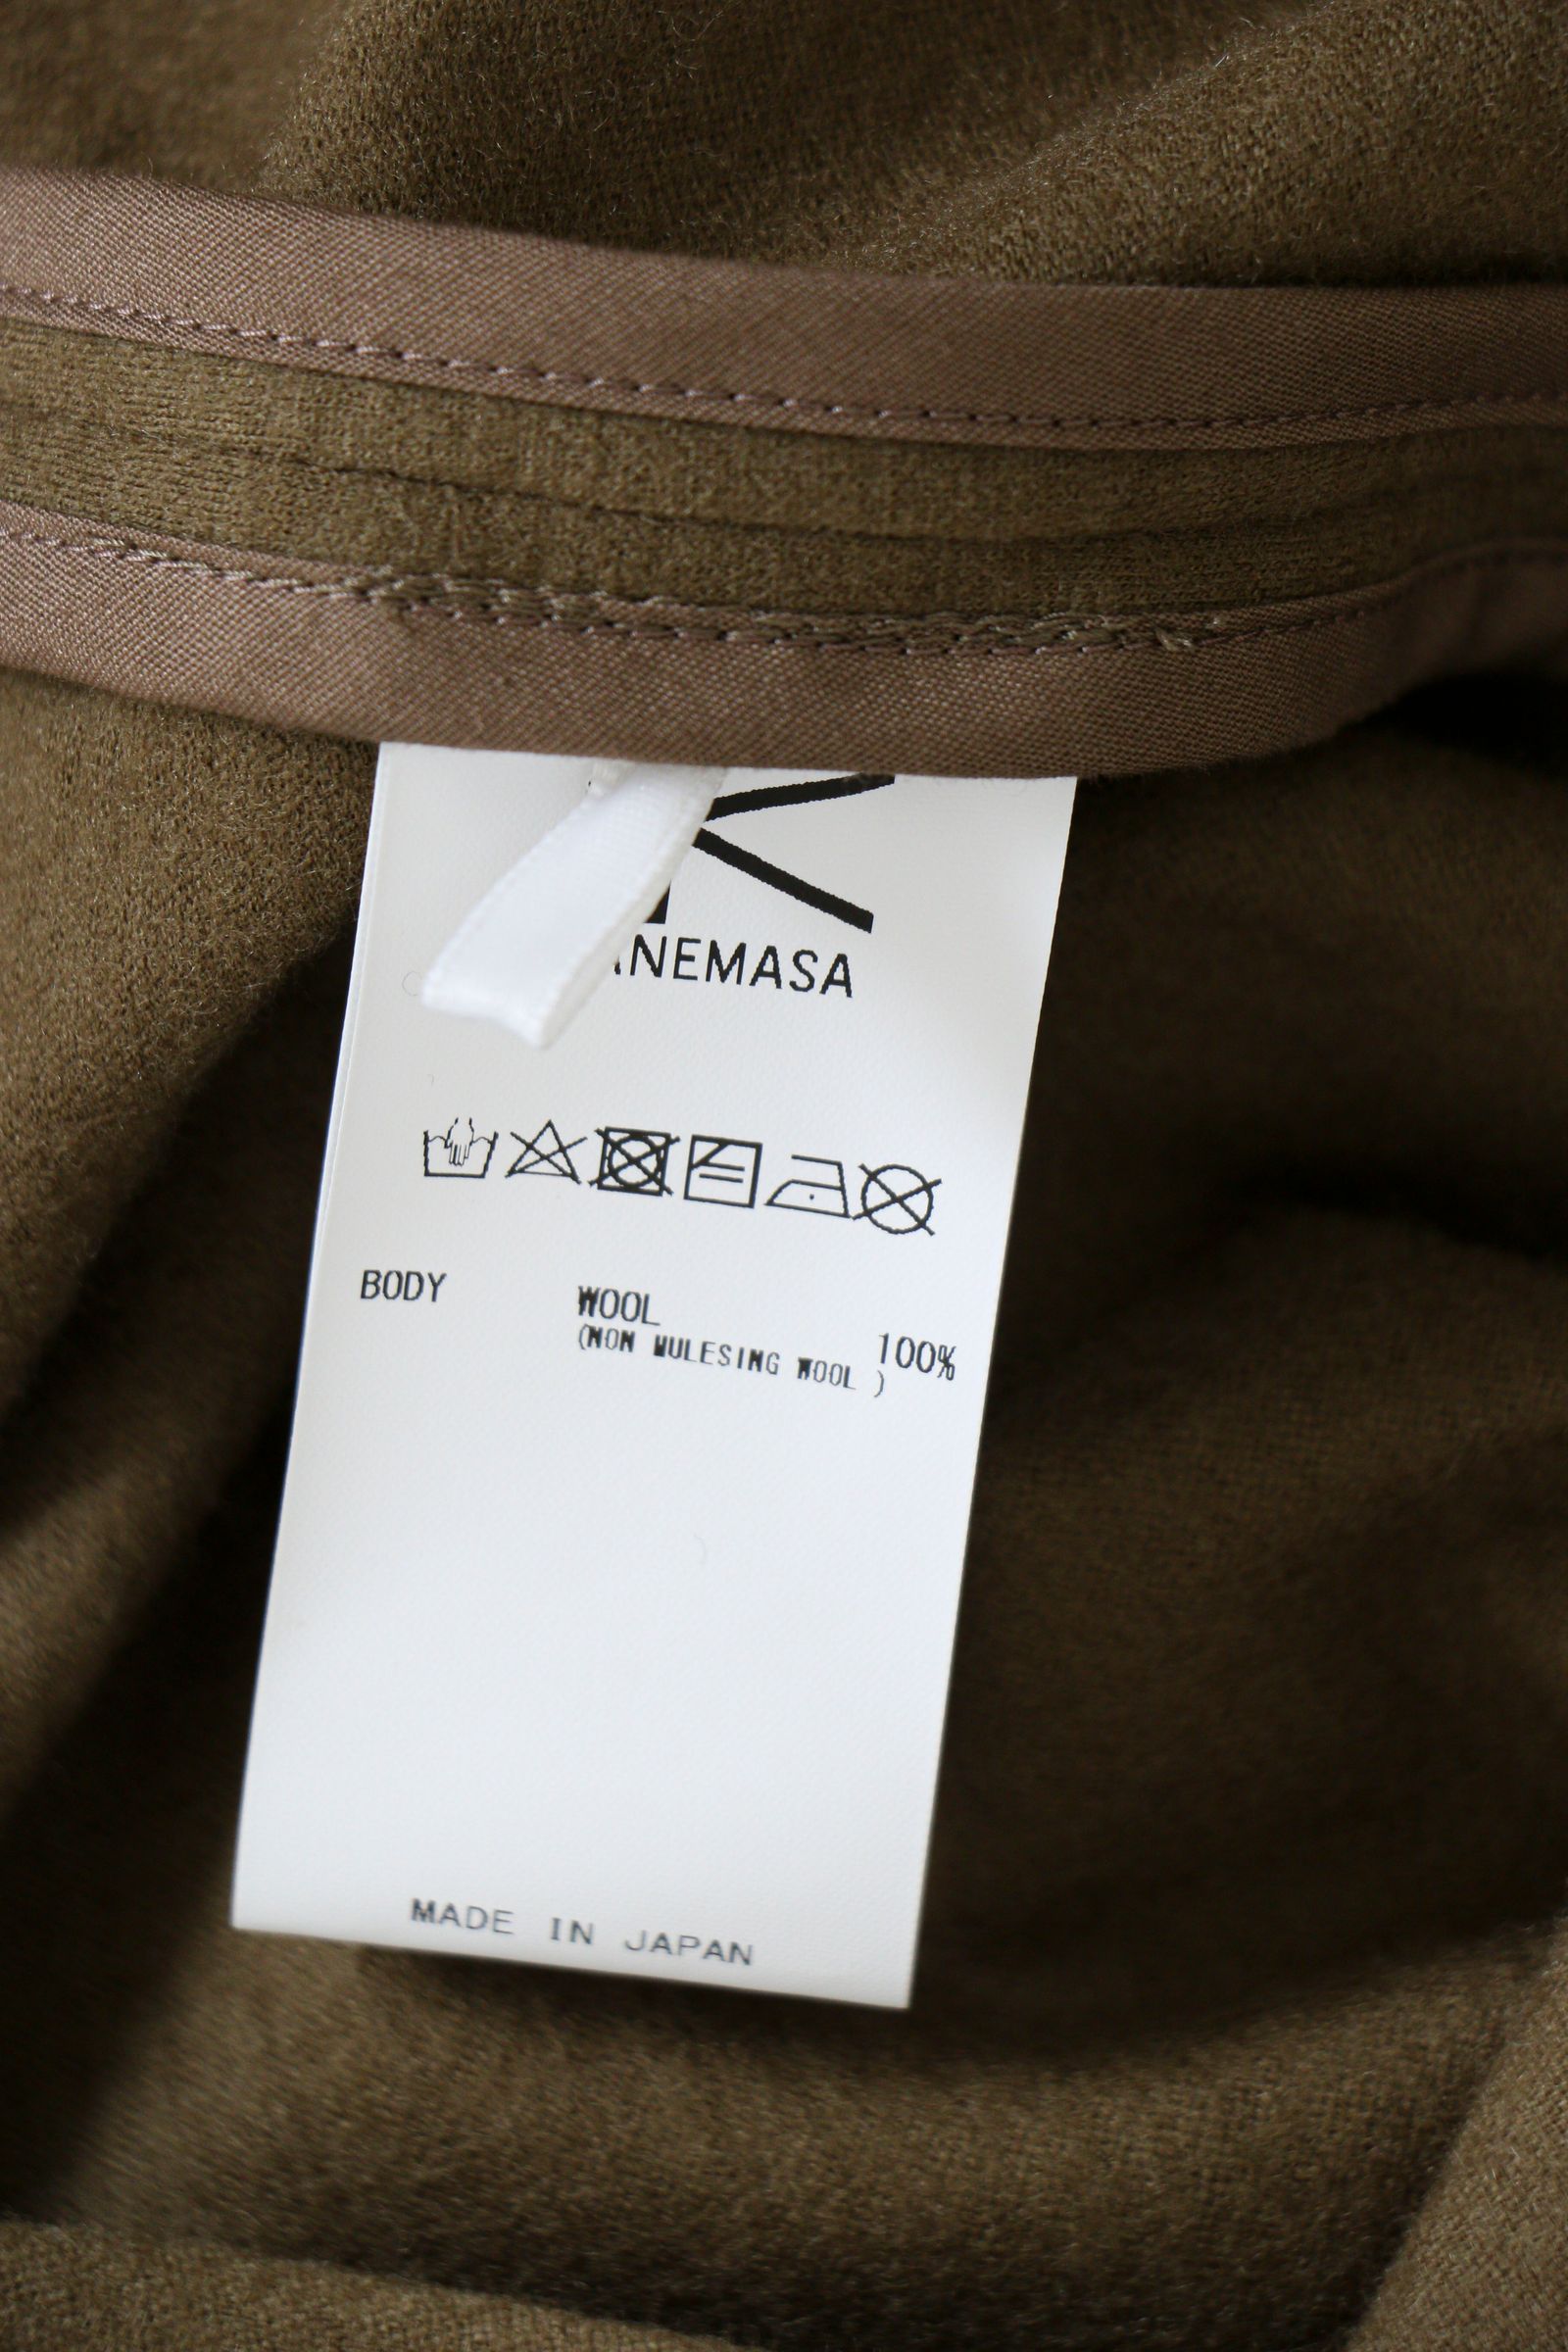 ANEMASA
BODY WOOL 100%
(NON MULESING WOOL )
MADE IN JAPAN